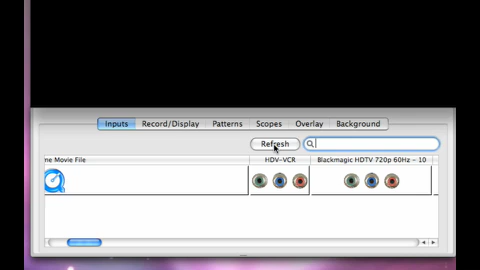 Inputs Record/Display Patterns Scopes Overlay Background
Refresh
ne Movie File HDV-VCR Blackmagic HDTV 720p 60Hz - 10